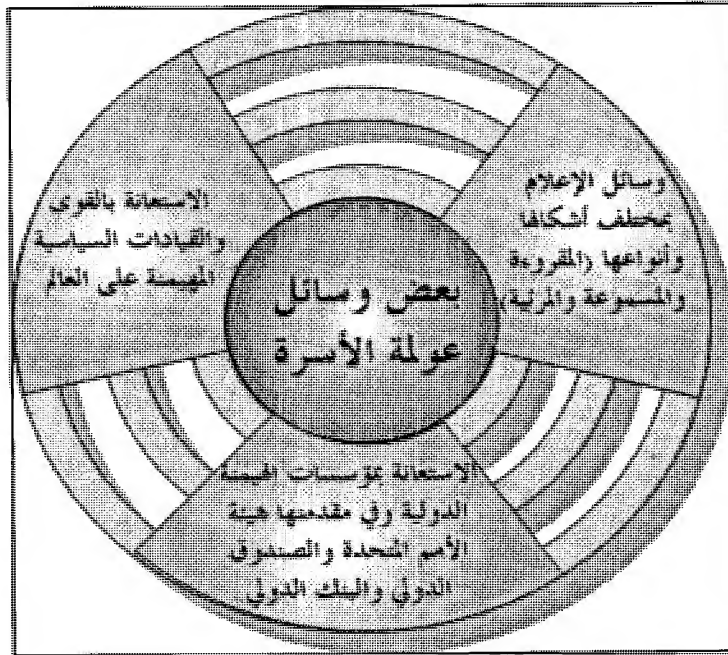 بعض وسائل
عولمة الأسرة
وسائل الإعلام
بمختلف أشكالها
وأنواعها (المقروءة
والمسموعة والمرئية)
الاستعانة بمؤسسات الهيمنة
الدولية وفي مقدمتها هيئة
الأمم المتحدة والصندوق
الدولي والبنك الدولي
الاستعانة بالقوى
والقيادات السياسية
المهيمنة على العالم